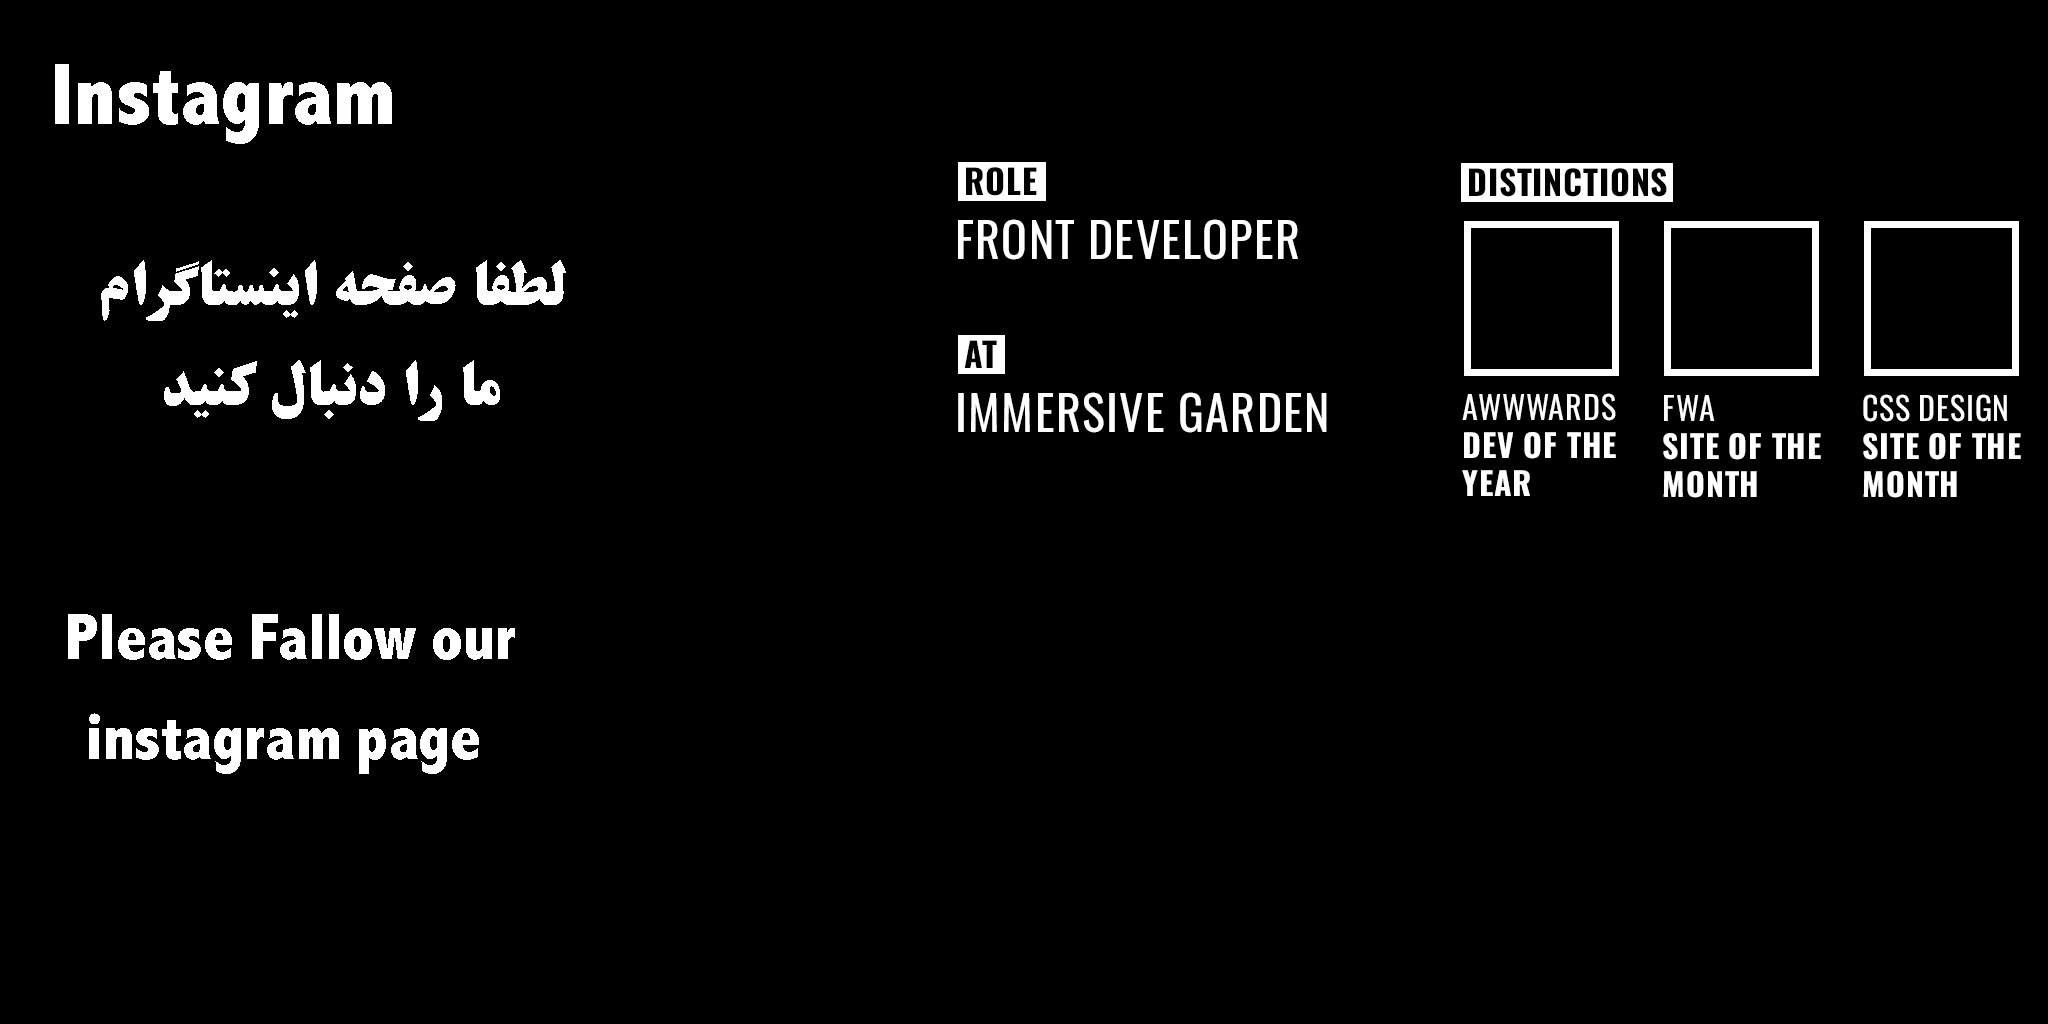 Instagram
لطفا صفحه اینستاگرام
ما را دنبال کنید
Please Fallow our
instagram page
ROLE
FRONT DEVELOPER
AT
IMMERSIVE GARDEN
DISTINCTIONS
AWWWARDS
DEV OF THE
YEAR
FWA
SITE OF THE
MONTH
CSS DESIGN
SITE OF THE
MONTH